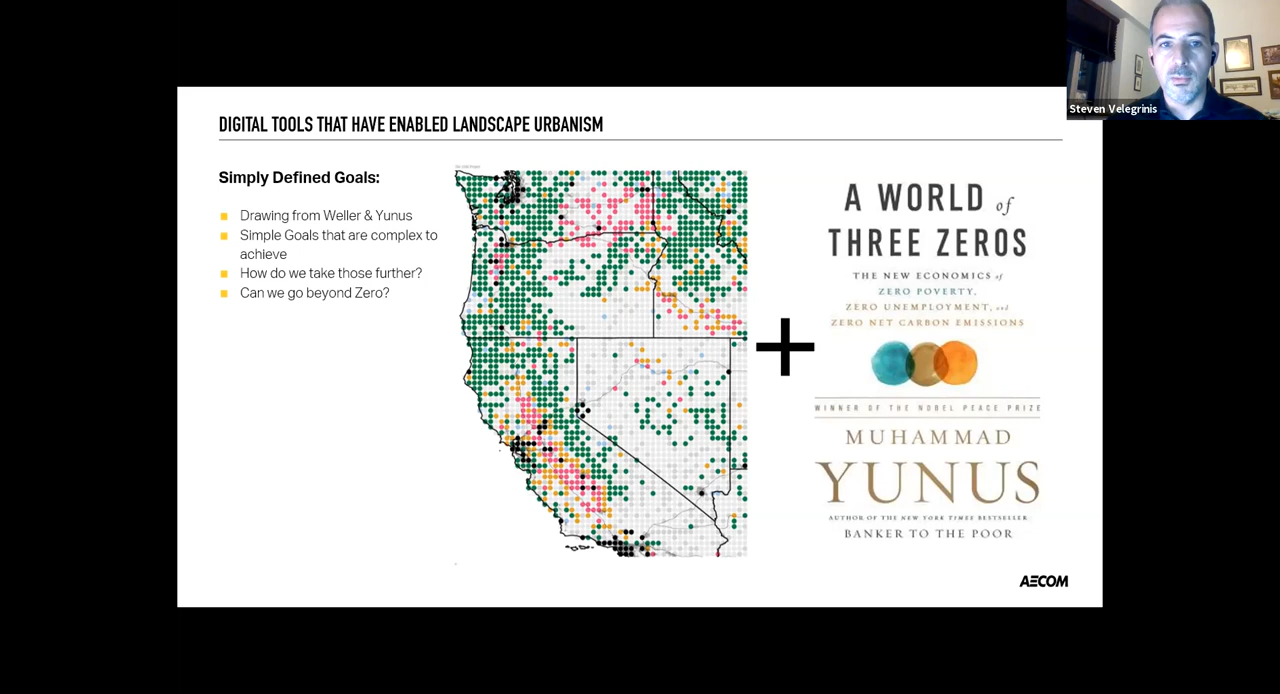 Steven Velegrinis
DIGITAL TOOLS THAT HAVE ENABLED LANDSCAPE URBANISM
Simply Defined Goals:
Drawing from Weller & Yunus
Simple Goals that are complex to
achieve
How do we take those further?
Can we go beyond Zero?
A WORLD of
THREE ZEROS
THE NEW ECONOMICS of
ZERO POVERTY,
ZERO UNEMPLOYMENT, and
ZERO NET CARBON EMISSIONS
WINNER OF THE NOBEL PEACE PRIZE
MUHAMMAD
YUNUS
AUTHOR OF THE NEW YORK TIMES BESTSELLER
BANKER TO THE POOR
AECOM